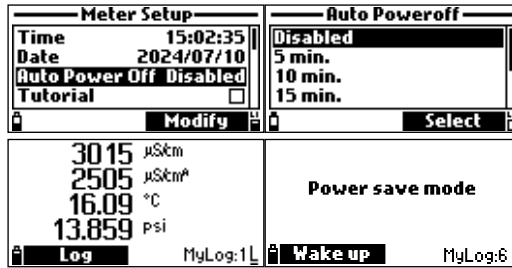 Meter Setup
Time 15:02:35
Date 2024/07/10
Auto Power Off Disabled
Tutorial
Modify
Auto Poweroff
Disabled
5 min.
10 min.
15 min.
Select
3015 µS/cm
2505 µS/cmᴬ
16.09 °C
13.859 psi
Log MyLog:1
Power save mode
Wake up MyLog:6